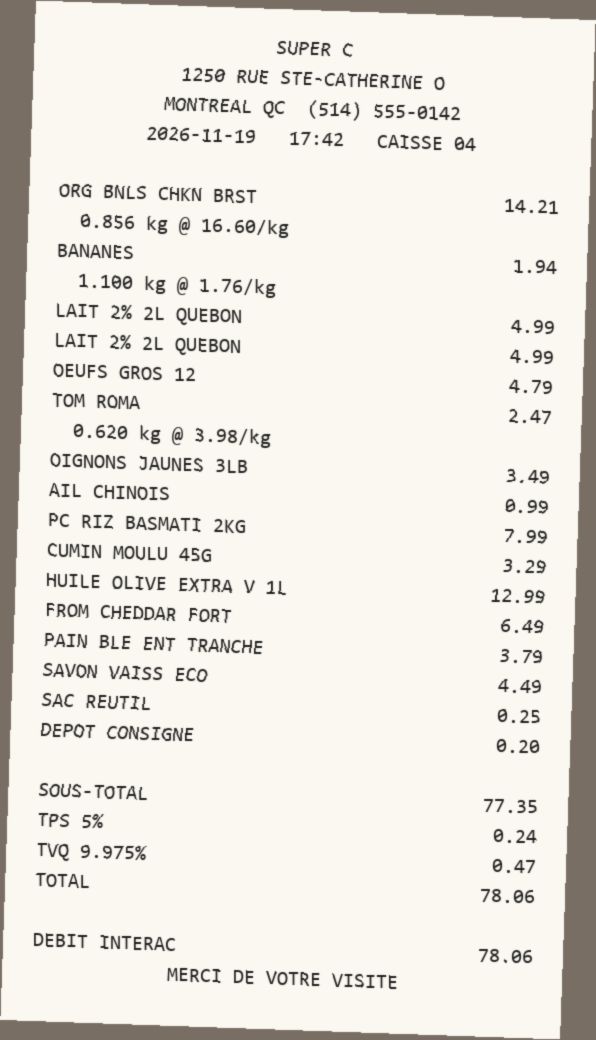 SUPER C
1250 RUE STE-CATHERINE O
MONTREAL QC (514) 555-0142
2026-11-19 17:42 CAISSE 04
ORG BNLS CHKN BRST 14.21
0.856 kg @ 16.60/kg
BANANES 1.94
1.100 kg @ 1.76/kg
LAIT 2% 2L QUEBON 4.99
LAIT 2% 2L QUEBON 4.99
OEUFS GROS 12 4.79
TOM ROMA 2.47
0.620 kg @ 3.98/kg
OIGNONS JAUNES 3LB 3.49
AIL CHINOIS 0.99
PC RIZ BASMATI 2KG 7.99
CUMIN MOULU 45G 3.29
HUILE OLIVE EXTRA V 1L 12.99
FROM CHEDDAR FORT 6.49
PAIN BLE ENT TRANCHE 3.79
SAVON VAISS ECO 4.49
SAC REUTIL 0.25
DEPOT CONSIGNE 0.20
SOUS-TOTAL 77.35
TPS 5% 0.24
TVQ 9.975% 0.47
TOTAL 78.06
DEBIT INTERAC 78.06
MERCI DE VOTRE VISITE